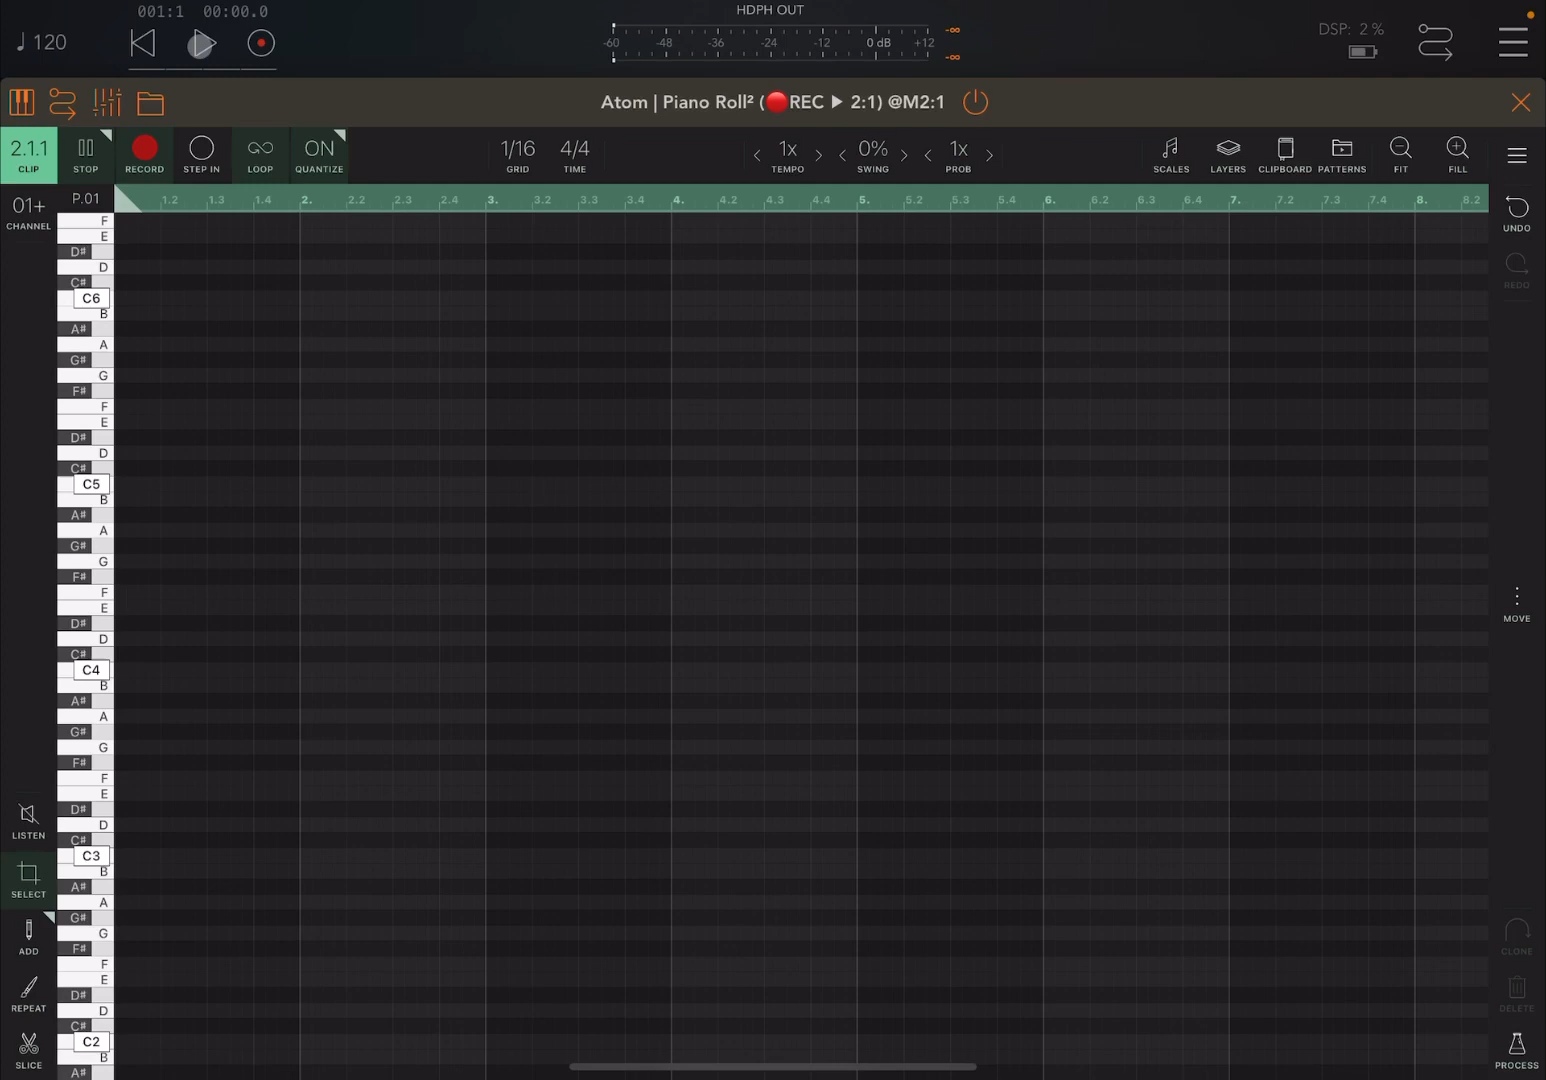 001:1 00:00.0
HDPH OUT
♩ 120
-60 -48 -36 -24 -12 0 dB +12
-∞
-∞
DSP: 2 %
Atom | Piano Roll² (🔴REC ▶ 2:1) @M2:1
2.1.1
CLIP
STOP
RECORD
STEP IN
LOOP
ON
QUANTIZE
1/16
GRID
4/4
TIME
1x
TEMPO
0%
SWING
1x
PROB
SCALES
LAYERS
CLIPBOARD
PATTERNS
FIT
FILL
01+
CHANNEL
P.01
1.2 1.3 1.4 2. 2.2 2.3 2.4 3. 3.2 3.3 3.4 4. 4.2 4.3 4.4 5. 5.2 5.3 5.4 6. 6.2 6.3 6.4 7. 7.2 7.3 7.4 8. 8.2
UNDO
REDO
F
E
D#
D
C#
C6
B
A#
A
G#
G
F#
F
E
D#
D
C#
C5
B
A#
A
G#
G
F#
F
E
D#
D
C#
C4
B
A#
A
G#
G
F#
F
E
D#
D
C#
C3
B
A#
A
G#
G
F#
F
E
D#
D
C#
C2
B
A#
MOVE
LISTEN
SELECT
ADD
REPEAT
SLICE
CLONE
DELETE
PROCESS